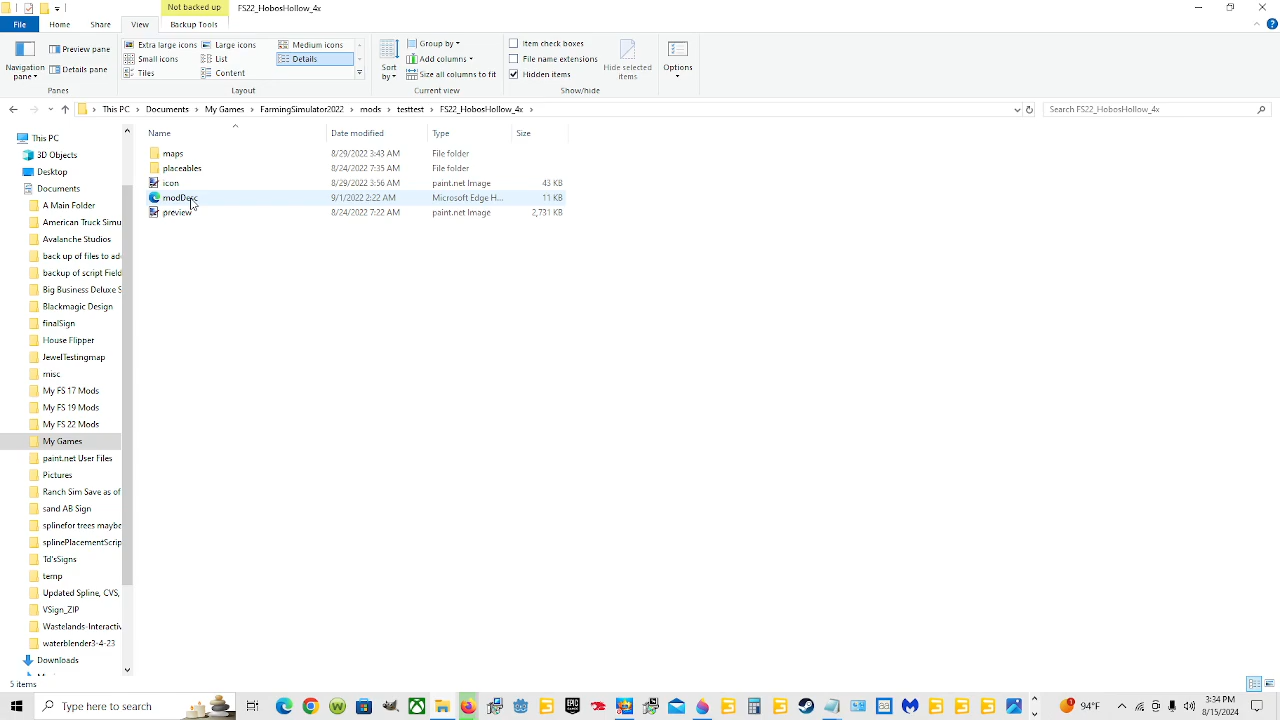 Not backed up
FS22_HobosHollow_4x
File
Home
Share
View
Backup Tools
Navigation pane
Preview pane
Details pane
Panes
Extra large icons
Large icons
Medium icons
Small icons
List
Details
Tiles
Content
Layout
Sort by
Group by
Add columns
Size all columns to fit
Current view
Item check boxes
File name extensions
Hidden items
Hide selected items
Show/hide
Options
This PC > Documents > My Games > FarmingSimulator2022 > mods > testtest > FS22_HobosHollow_4x >
Search FS22_HobosHollow_4x
Name Date modified Type Size
maps 8/29/2022 3:43 AM File folder
placeables 8/24/2022 7:35 AM File folder
icon 8/29/2022 3:56 AM paint.net Image 43 KB
modDesc 9/1/2022 2:22 AM Microsoft Edge H... 11 KB
preview 8/24/2022 7:22 AM paint.net Image 2,731 KB
This PC
3D Objects
Desktop
Documents
A Main Folder
American Truck Simu
Avalanche Studios
back up of files to ad
backup of script Field
Big Business Deluxe S
Blackmagic Design
finalSign
House Flipper
JewelTestingmap
misc
My FS 17 Mods
My FS 19 Mods
My FS 22 Mods
My Games
paint.net User Files
Pictures
Ranch Sim Save as of
sand AB Sign
splinefor trees maybe
splinePlacementScrip
Td'sSigns
temp
Updated Spline, CVS,
VSign_ZIP
Wastelands-Interactiv
waterblender3-4-23
Downloads
5 items
Type here to search
94°F
3:34 PM
8/15/2024